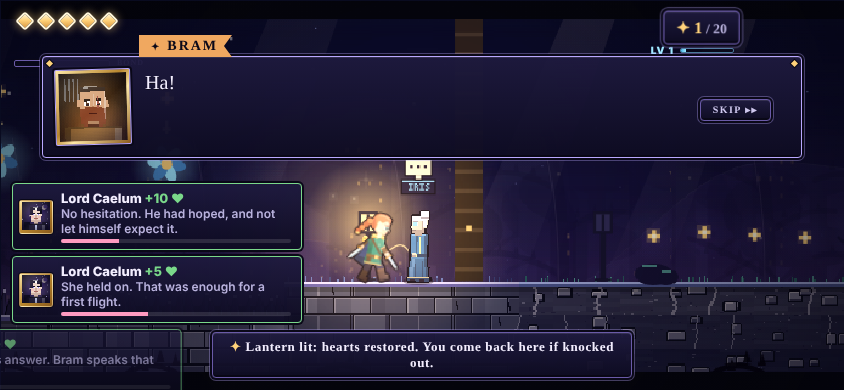 1 / 20
LV 1
BRAM
Ha!
SKIP
IRIS
Lord Caelum +10
No hesitation. He had hoped, and not
let himself expect it.
Lord Caelum +5
She held on. That was enough for a
first flight.
answer. Bram speaks that
Lantern lit: hearts restored. You come back here if knocked
out.